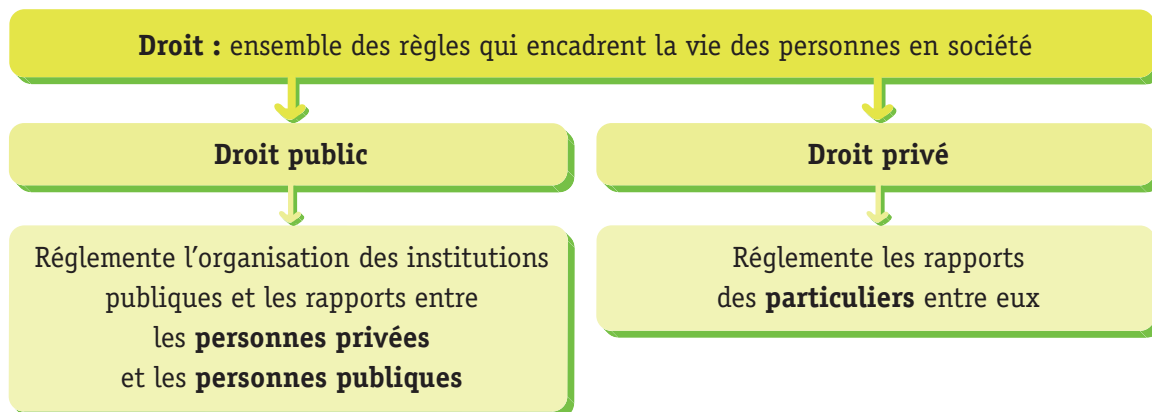 Droit : ensemble des règles qui encadrent la vie des personnes en société
Droit public
Droit privé
Réglemente l’organisation des institutions
publiques et les rapports entre
les personnes privées
et les personnes publiques
Réglemente les rapports
des particuliers entre eux